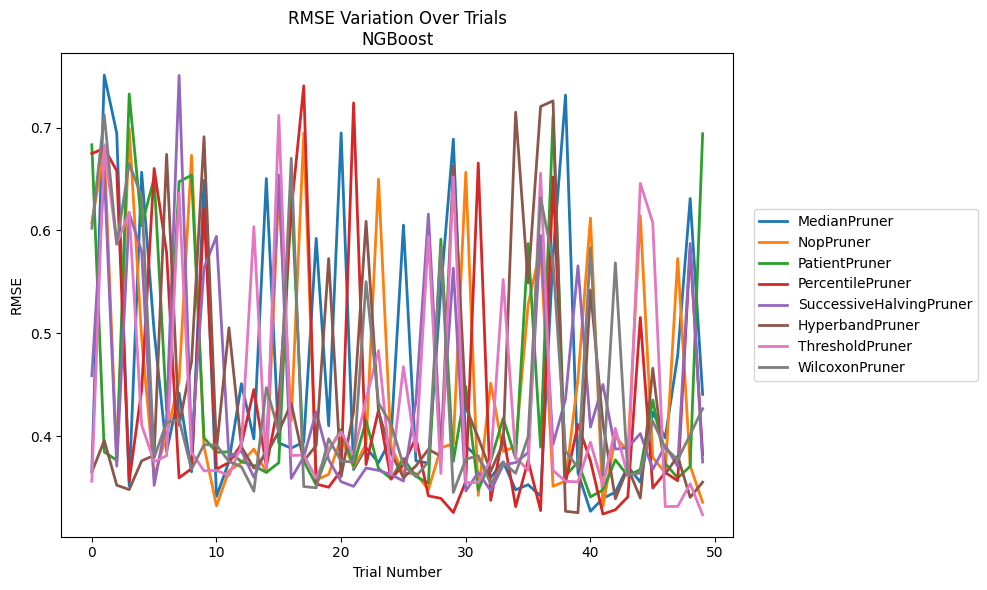 RMSE Variation Over Trials
NGBoost
RMSE
0.7
0.6
0.5
0.4
0
10
20
30
40
50
Trial Number
MedianPruner
NopPruner
PatientPruner
PercentilePruner
SuccessiveHalvingPruner
HyperbandPruner
ThresholdPruner
WilcoxonPruner